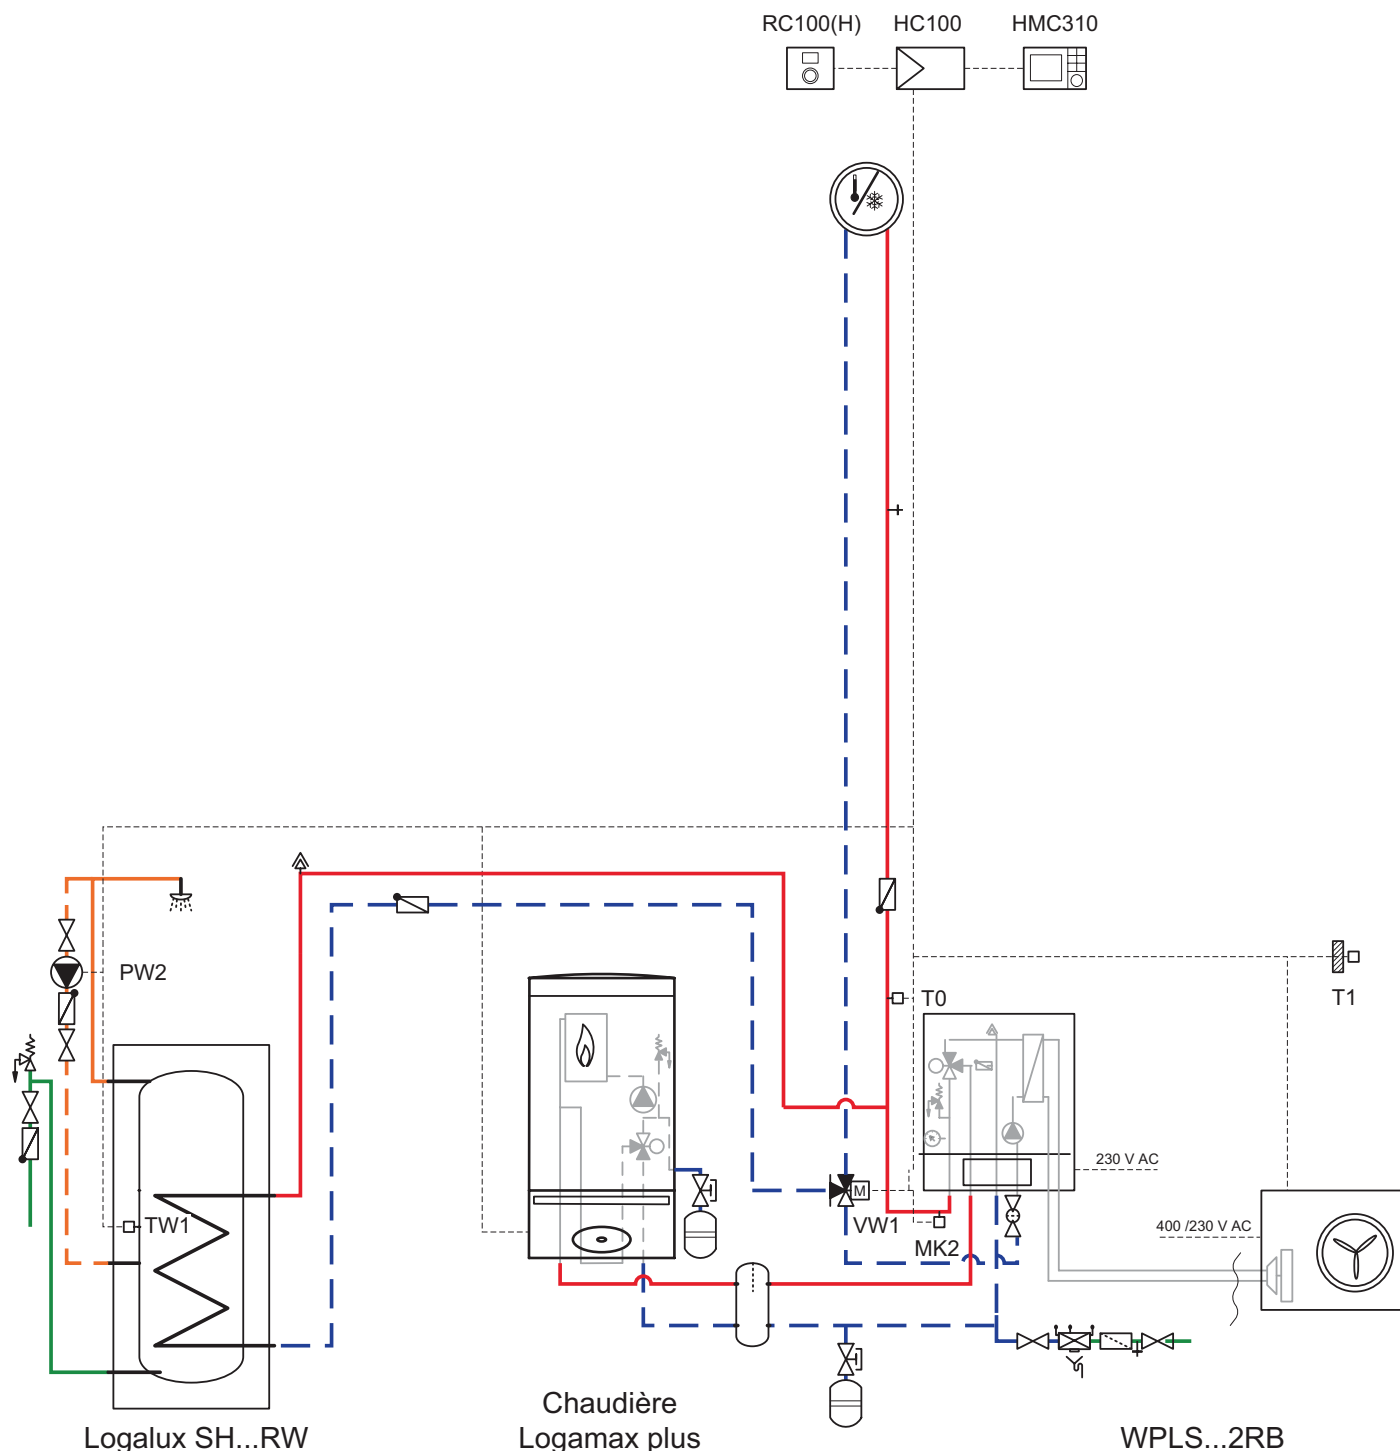 RC100(H) HC100 HMC310
PW2
T0
T1
230 V AC
M
TW1
VW1
MK2
400 /230 V AC
Chaudière
Logalux SH...RW Logamax plus WPLS...2RB